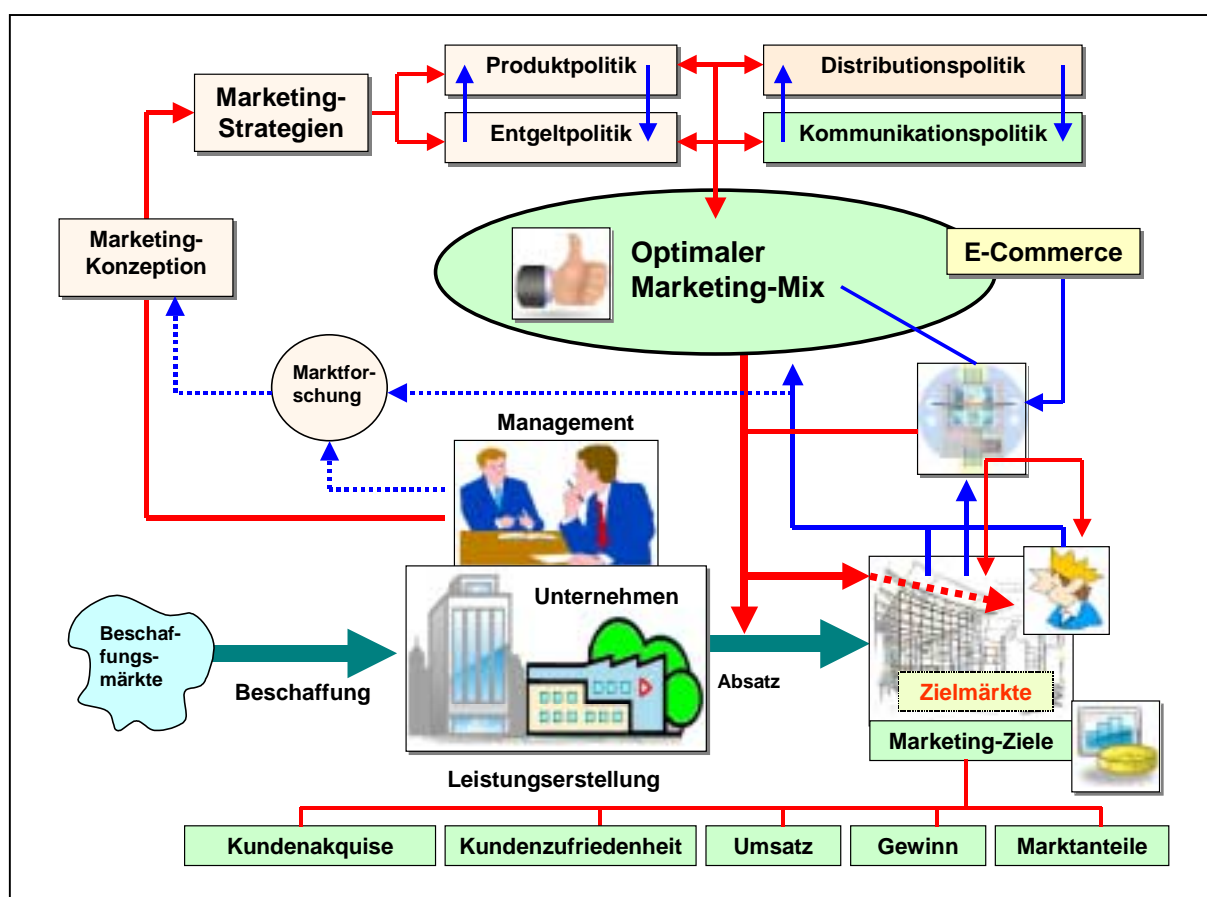 Produktpolitik
Distributionspolitik
Marketing-
Strategien
Entgeltpolitik
Kommunikationspolitik
Marketing-
Konzeption
Optimaler
Marketing-Mix
E-Commerce
Marktfor-
schung
Management
Unternehmen
Beschaf-
fungs-
märkte
Beschaffung
Absatz
Zielmärkte
Marketing-Ziele
Leistungserstellung
Kundenakquise
Kundenzufriedenheit
Umsatz
Gewinn
Marktanteile